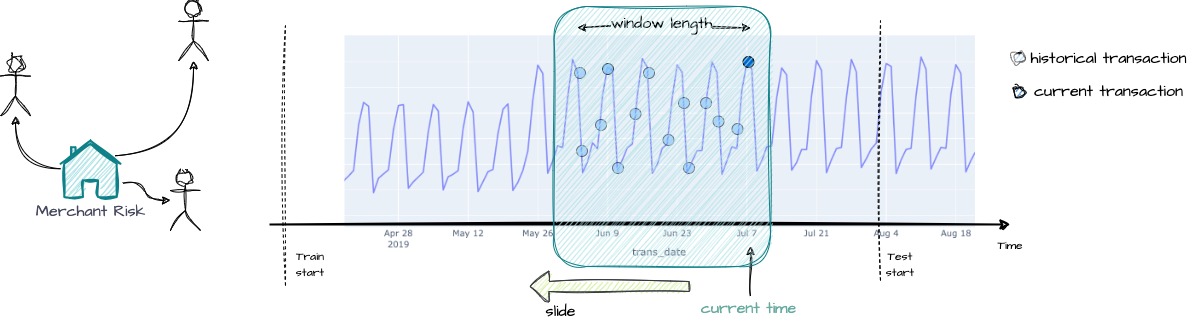 window length
historical transaction
current transaction
Merchant Risk
Apr 28
2019
May 12
May 26
Jun 9
Jun 23
Jul 7
Jul 21
Aug 4
Aug 18
Time
trans_date
Train
start
Test
start
slide
current time